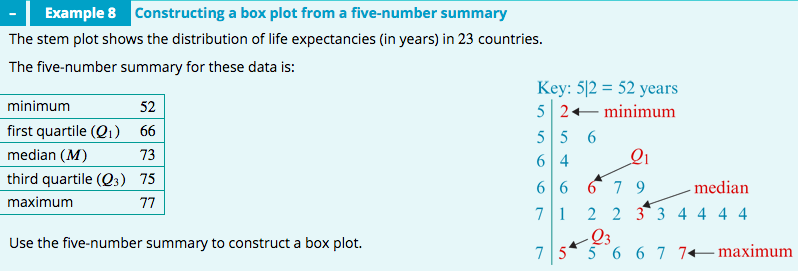 − Example 8 Constructing a box plot from a five-number summary
The stem plot shows the distribution of life expectancies (in years) in 23 countries.
The five-number summary for these data is:
minimum 52
first quartile (Q₁) 66
median (M) 73
third quartile (Q₃) 75
maximum 77
Use the five-number summary to construct a box plot.
Key: 5|2 = 52 years
5 | 2 minimum
5 | 5 6
6 | 4 Q₁
6 | 6 6 7 9 median
7 | 1 2 2 3 3 4 4 4 4
Q₃
7 | 5 5 6 6 7 7 maximum